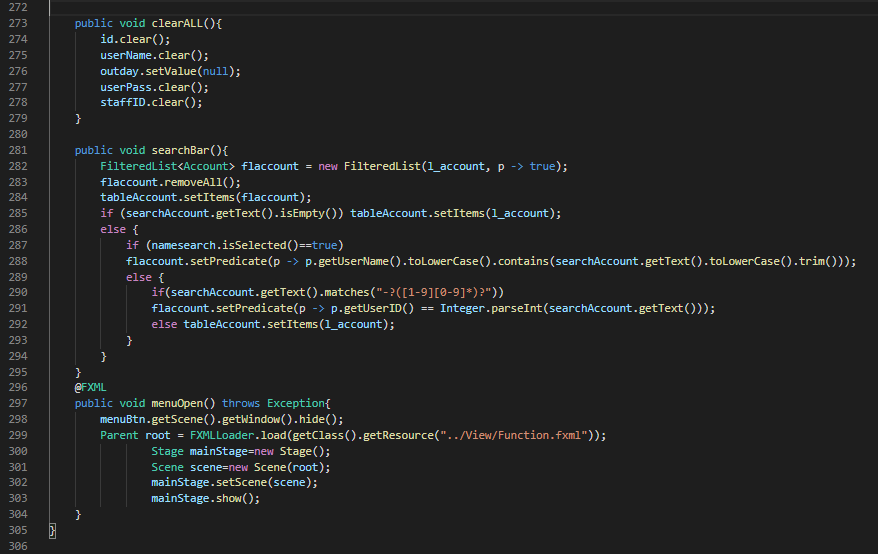 272
273 public void clearALL(){
274 id.clear();
275 userName.clear();
276 outday.setValue(null);
277 userPass.clear();
278 staffID.clear();
279 }
280
281 public void searchBar(){
282 FilteredList<Account> flaccount = new FilteredList(l_account, p -> true);
283 flaccount.removeAll();
284 tableAccount.setItems(flaccount);
285 if (searchAccount.getText().isEmpty()) tableAccount.setItems(l_account);
286 else {
287 if (namesearch.isSelected()==true)
288 flaccount.setPredicate(p -> p.getUserName().toLowerCase().contains(searchAccount.getText().toLowerCase().trim()));
289 else {
290 if(searchAccount.getText().matches("-?([1-9][0-9]*)?"))
291 flaccount.setPredicate(p -> p.getUserID() == Integer.parseInt(searchAccount.getText()));
292 else tableAccount.setItems(l_account);
293 }
294 }
295 }
296 @FXML
297 public void menuOpen() throws Exception{
298 menuBtn.getScene().getWindow().hide();
299 Parent root = FXMLLoader.load(getClass().getResource("../View/Function.fxml"));
300 Stage mainStage=new Stage();
301 Scene scene=new Scene(root);
302 mainStage.setScene(scene);
303 mainStage.show();
304 }
305 }
306